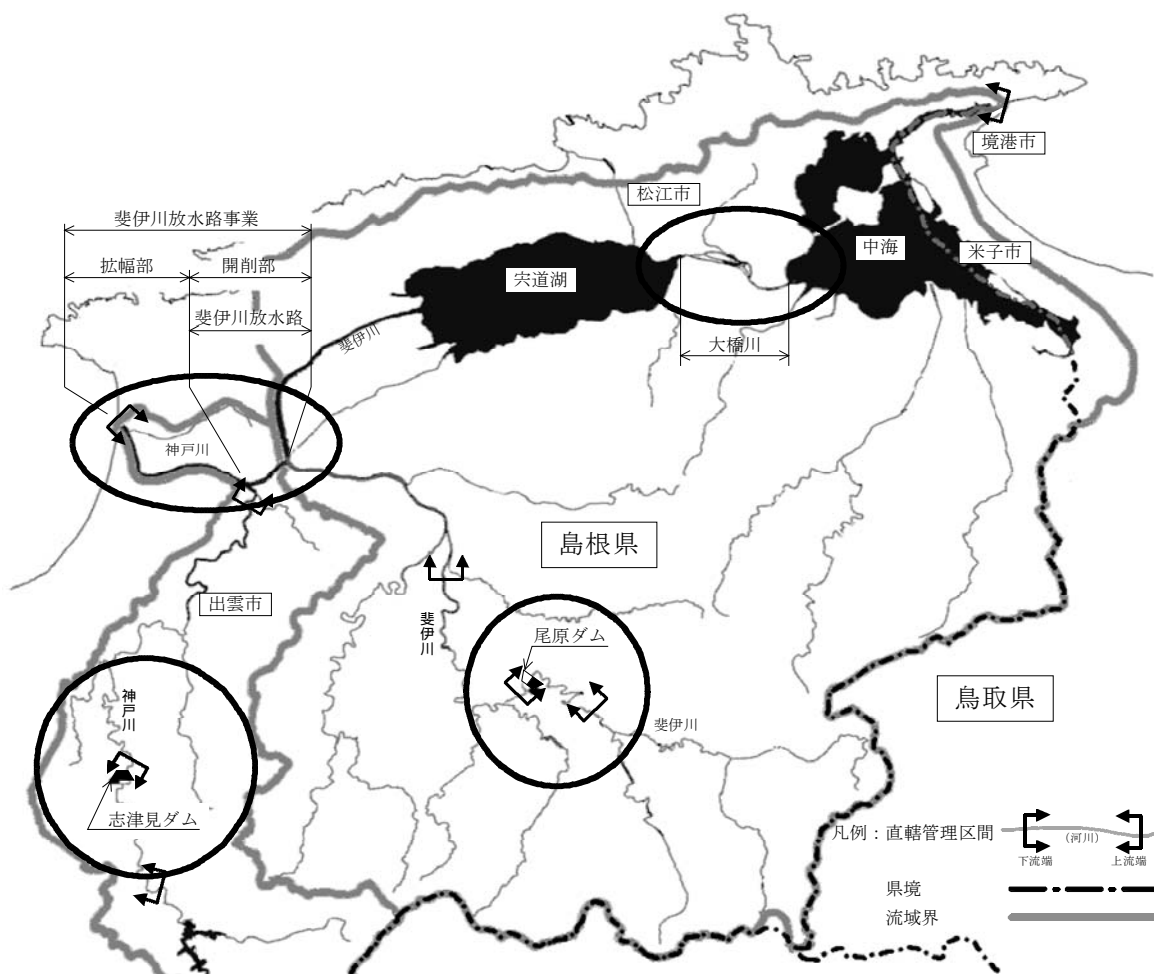 境港市
松江市
斐伊川放水路事業
中海
米子市
拡幅部
開削部
宍道湖
斐伊川放水路
斐伊川
大橋川
神戸川
島根県
出雲市
斐伊川
尾原ダム
神戸川
鳥取県
斐伊川
志津見ダム
凡例：直轄管理区間
(河川)
下流端
上流端
県境
流域界